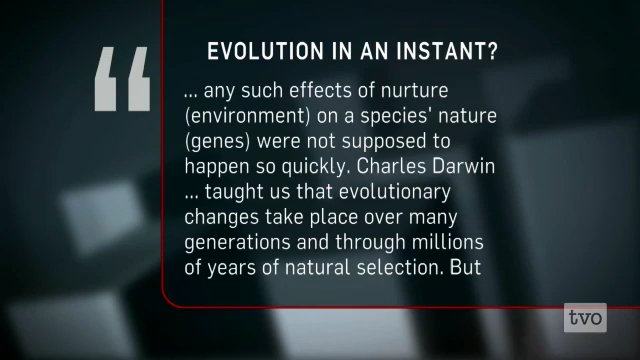 “
EVOLUTION IN AN INSTANT?
... any such effects of nurture
(environment) on a species' nature
(genes) were not supposed to
happen so quickly. Charles Darwin
... taught us that evolutionary
changes take place over many
generations and through millions
of years of natural selection. But
tvo